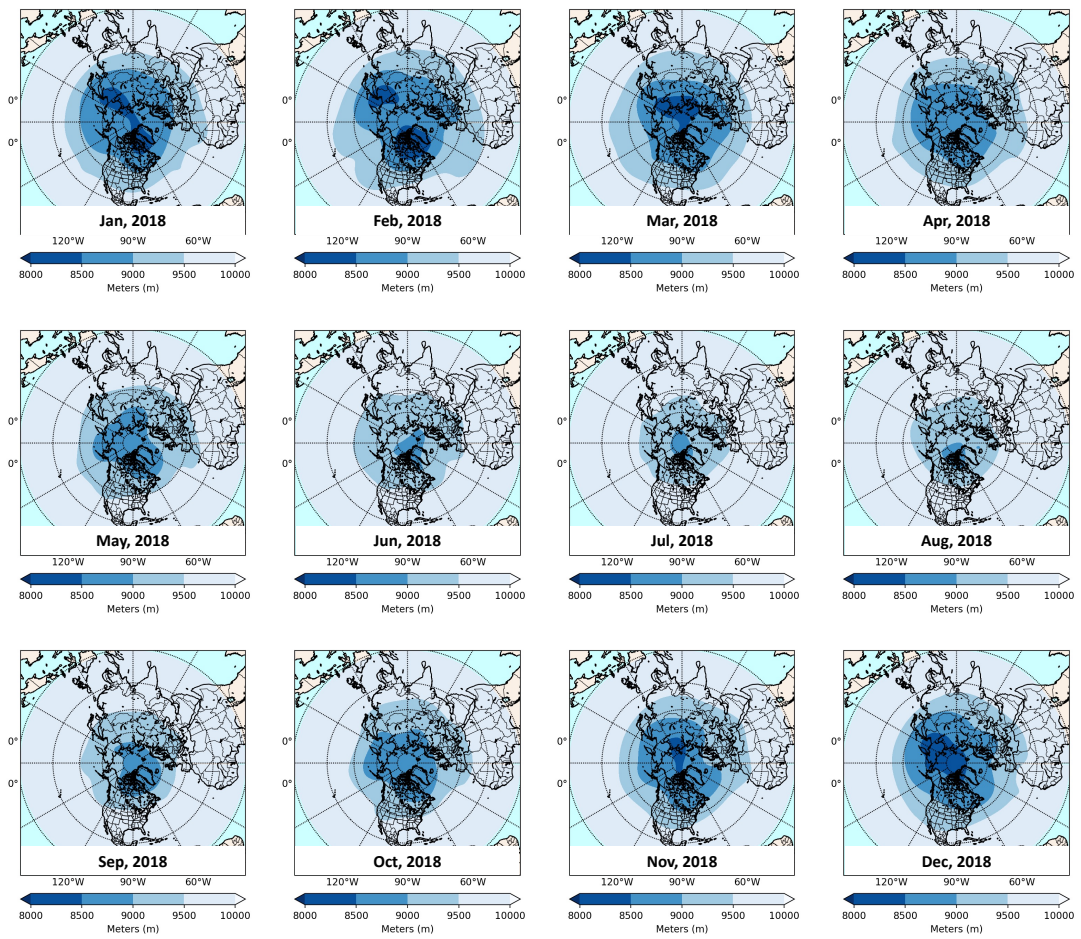 0° 0° 0° 0°
0° 0° 0° 0°
Jan, 2018 Feb, 2018 Mar, 2018 Apr, 2018
120°W 90°W 60°W 120°W 90°W 60°W 120°W 90°W 60°W 120°W 90°W 60°W
8000 8500 9000 9500 10000 8000 8500 9000 9500 10000 8000 8500 9000 9500 10000 8000 8500 9000 9500 10000
Meters (m) Meters (m) Meters (m) Meters (m)
0° 0° 0° 0°
0° 0° 0° 0°
May, 2018 Jun, 2018 Jul, 2018 Aug, 2018
120°W 90°W 60°W 120°W 90°W 60°W 120°W 90°W 60°W 120°W 90°W 60°W
8000 8500 9000 9500 10000 8000 8500 9000 9500 10000 8000 8500 9000 9500 10000 8000 8500 9000 9500 10000
Meters (m) Meters (m) Meters (m) Meters (m)
0° 0° 0° 0°
0° 0° 0° 0°
Sep, 2018 Oct, 2018 Nov, 2018 Dec, 2018
120°W 90°W 60°W 120°W 90°W 60°W 120°W 90°W 60°W 120°W 90°W 60°W
8000 8500 9000 9500 10000 8000 8500 9000 9500 10000 8000 8500 9000 9500 10000 8000 8500 9000 9500 10000
Meters (m) Meters (m) Meters (m) Meters (m)